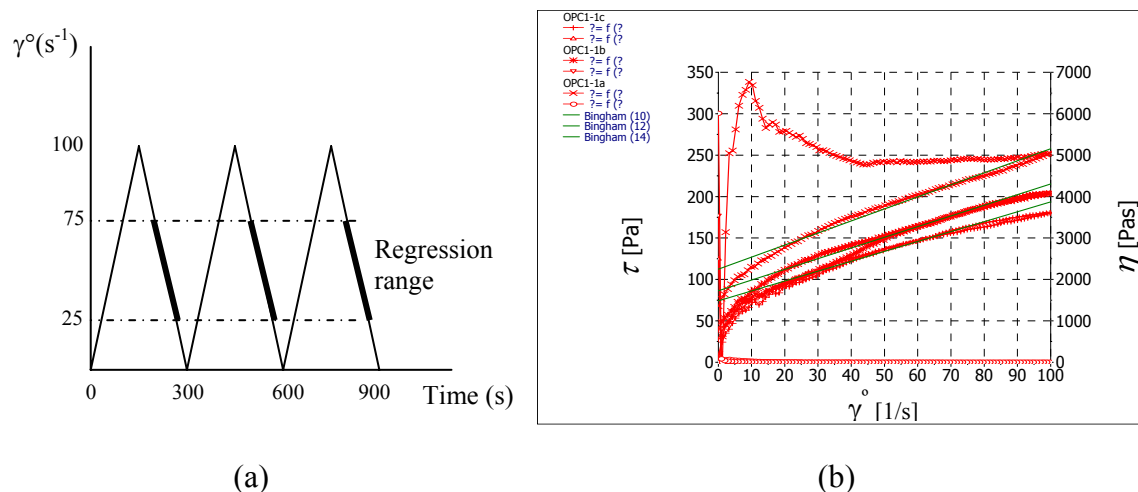 γ°(s⁻¹)
100
75
25
0
300
600
900
Time (s)
Regression
range
(a)
OPC1-1c
?= f (?
?= f (?
OPC1-1b
?= f (?
?= f (?
OPC1-1a
?= f (?
?= f (?
Bingham (10)
Bingham (12)
Bingham (14)
350
300
250
200
150
100
50
0
τ [Pa]
7000
6000
5000
4000
3000
2000
1000
0
η [Pas]
0 10 20 30 40 50 60 70 80 90 100
γ° [1/s]
(b)